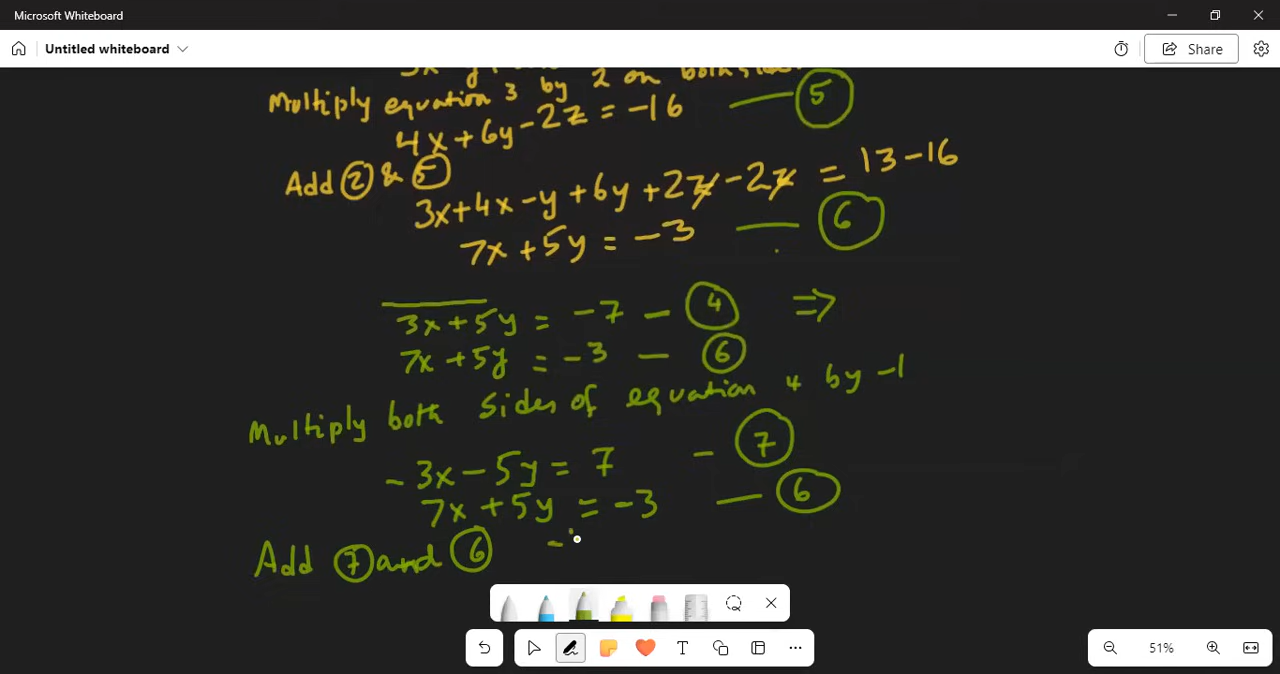 Microsoft Whiteboard
Untitled whiteboard
Share
Multiply equation 3 by 2 on both
4x + 6y - 2z = -16 — 5
Add 2 & 5
3x + 4x - y + 6y + 2z - 2z = 13 - 16
7x + 5y = -3 — 6
3x + 5y = -7 - 4 ⇒
7x + 5y = -3 — 6
Multiply both sides of equation 4 by -1
-3x - 5y = 7 - 7
7x + 5y = -3 — 6
Add 7 and 6 -
51%